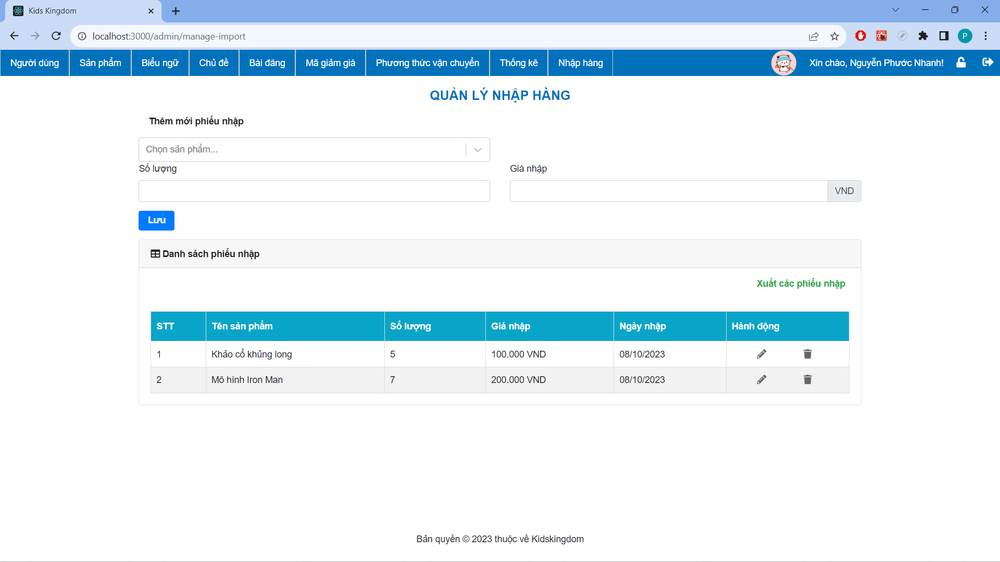 Kids Kingdom
localhost:3000/admin/manage-import
P
Người dùng Sản phẩm Biểu ngữ Chủ đề Bài đăng Mã giảm giá Phương thức vận chuyển Thống kê Nhập hàng Xin chào, Nguyễn Phước Nhanh!
QUẢN LÝ NHẬP HÀNG
Thêm mới phiếu nhập
Chọn sản phẩm...
Số lượng Giá nhập
VND
Lưu
Danh sách phiếu nhập
Xuất các phiếu nhập
STT Tên sản phẩm Số lượng Giá nhập Ngày nhập Hành động
1 Khảo cổ khủng long 5 100.000 VND 08/10/2023
2 Mô hình Iron Man 7 200.000 VND 08/10/2023
Bản quyền © 2023 thuộc về Kidskingdom